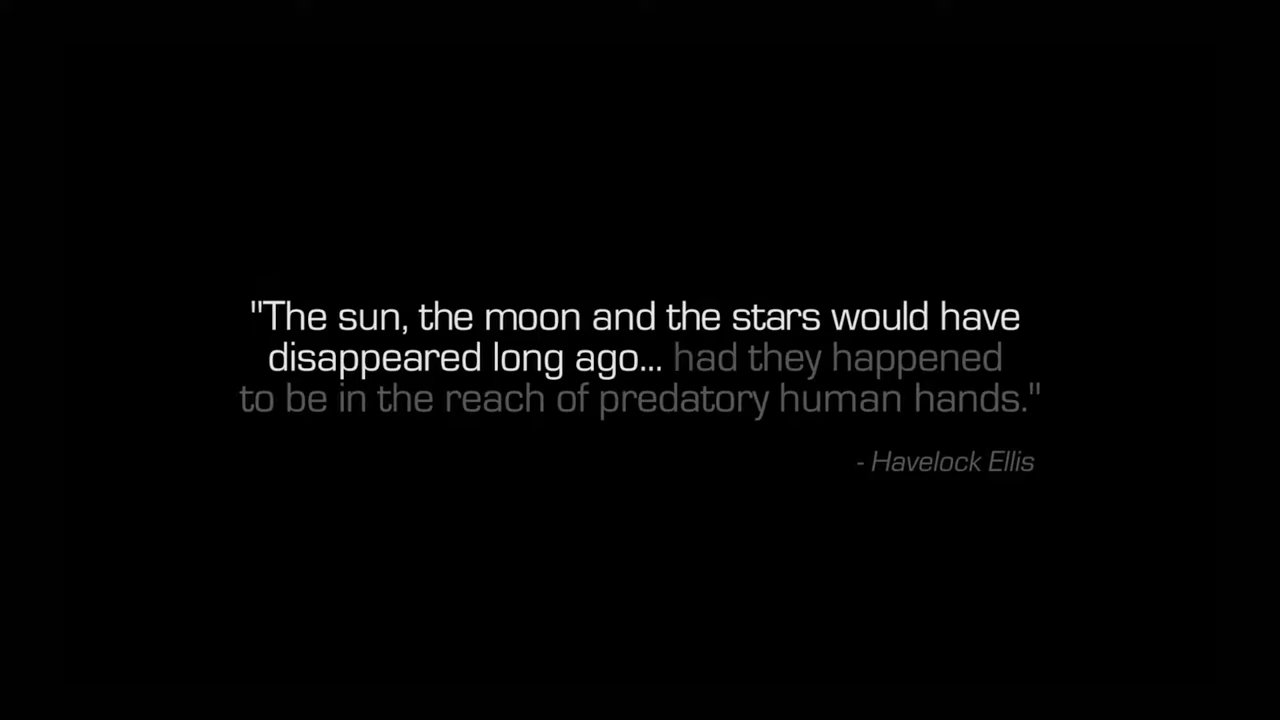 "The sun, the moon and the stars would have
disappeared long ago... had they happened
to be in the reach of predatory human hands."
- Havelock Ellis